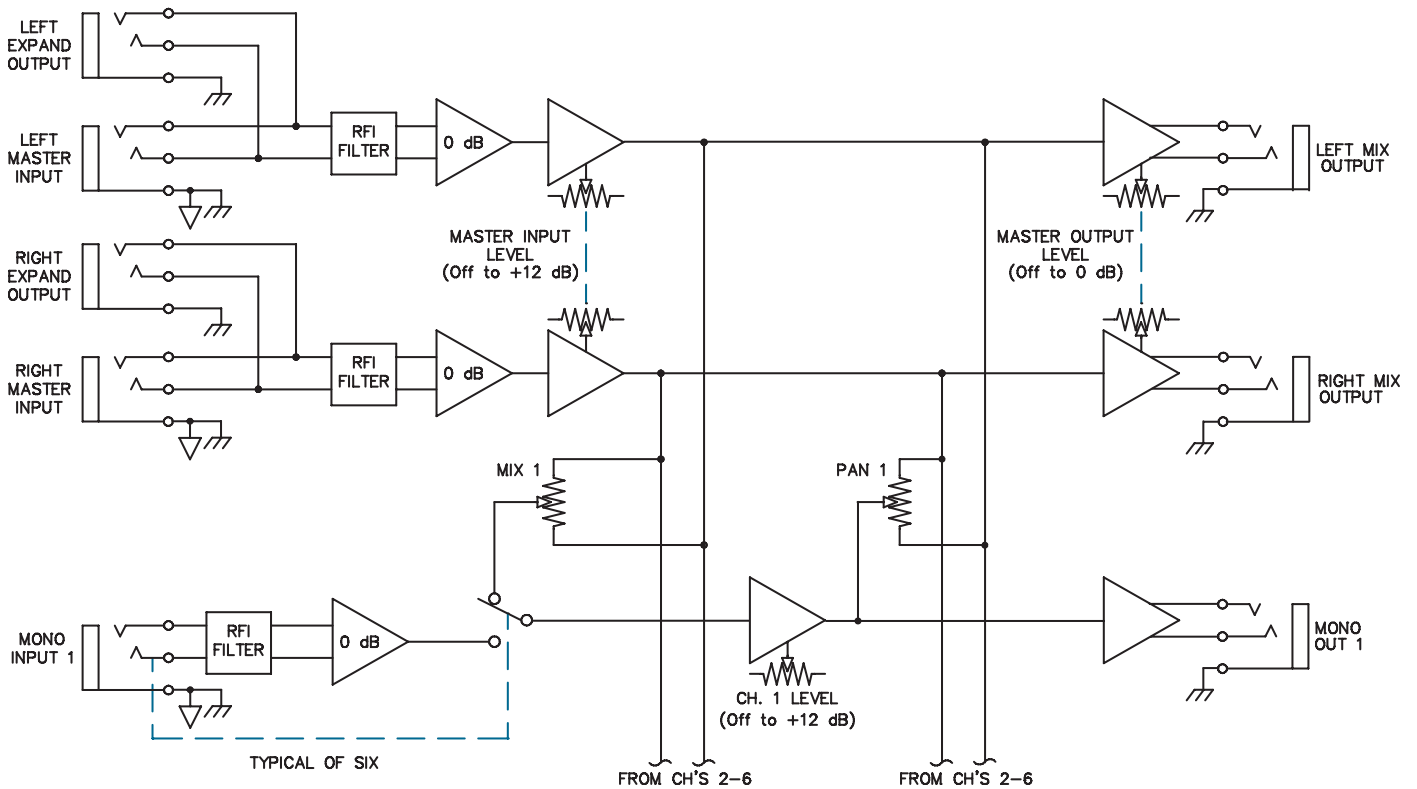 LEFT
EXPAND
OUTPUT
LEFT
MASTER
INPUT
RFI
FILTER
0 dB
LEFT MIX
OUTPUT
MASTER INPUT
LEVEL
(Off to +12 dB)
MASTER OUTPUT
LEVEL
(Off to 0 dB)
RIGHT
EXPAND
OUTPUT
RIGHT
MASTER
INPUT
RFI
FILTER
0 dB
RIGHT MIX
OUTPUT
MIX 1
PAN 1
MONO
INPUT 1
RFI
FILTER
0 dB
MONO
OUT 1
CH. 1 LEVEL
(Off to +12 dB)
TYPICAL OF SIX
FROM CH'S 2-6
FROM CH'S 2-6